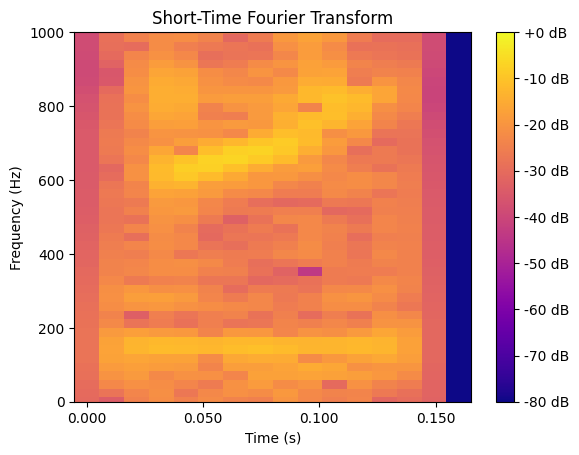 Short-Time Fourier Transform
1000
800
600
400
200
0
Frequency (Hz)
0.000
0.050
0.100
0.150
Time (s)
+0 dB
-10 dB
-20 dB
-30 dB
-40 dB
-50 dB
-60 dB
-70 dB
-80 dB